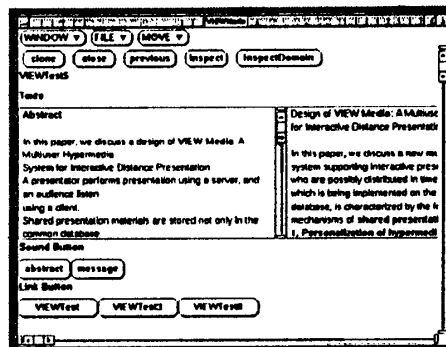 VIEWMedia
WINDOW FILE MOVE
clone close previous Inspect InspectDomain
VIEWTest5
Texts
Abstract
In this paper, we discuss a design of VIEW Media: A
Multiuser Hypermedia
System for Interactive Distance Presentation
A presentator performs presentation using a server, and
an audience listen
using a client.
Shared presentation materials are stored not only in the
common database
Design of VIEW Media: A Multiuse
for Interactive Distance Presentati
In this paper, we discuss a new mu
system supporting interactive pres
who are possibly distributed in time
which is being implemented on the
database, is characterized by the
mechanisms of shared presentat
1. Personalization of hypermedi
Sound Button
abstract message
Link Button
VIEWTest VIEWTest3